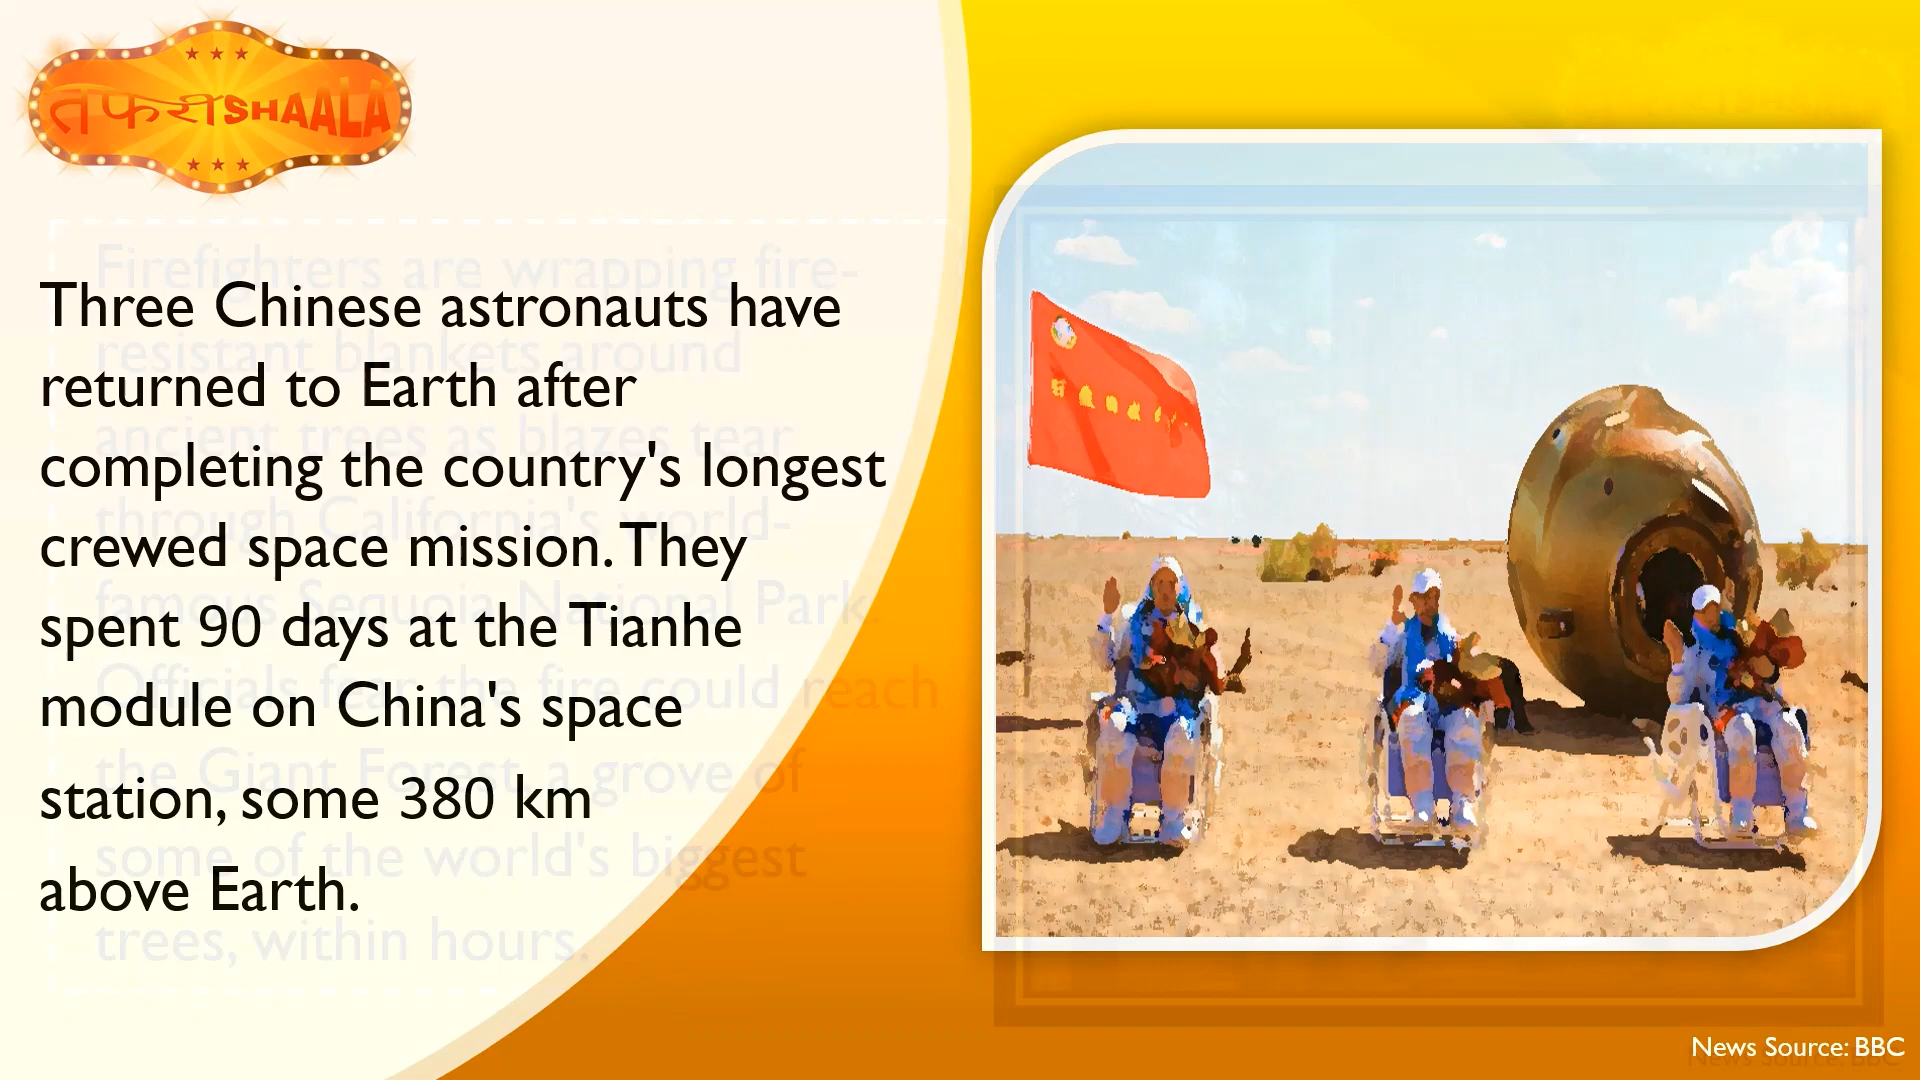 तफरीSHAALA
Three Chinese astronauts have
returned to Earth after
completing the country's longest
crewed space mission. They
spent 90 days at the Tianhe
module on China's space
station, some 380 km
above Earth.
Firefighters are wrapping fire-
resistant blankets around
ancient trees as blazes tear
through California's world-
famous Sequoia National Park.
Officials fear the fire could reach
the Giant Forest, a grove of
some of the world's biggest
trees, within hours.
News Source: BBC